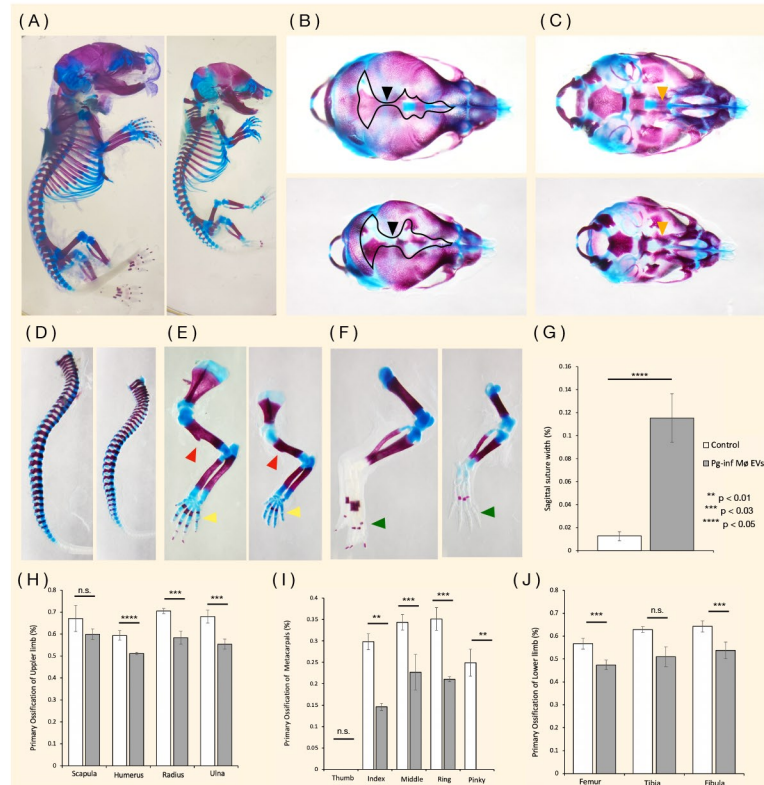 (A)
(B)
(C)
(D)
(E)
(F)
(G)
0.16
0.14
0.12
0.1
0.08
0.06
0.04
0.02
0
Sagittal suture width (%)
****
Control
Pg-inf Mø EVs
** p < 0.01
*** p < 0.03
**** p < 0.05
(H)
0.8
0.7
0.6
0.5
0.4
0.3
0.2
0.1
0
Primary Ossification of Uppler limb (%)
n.s.
****
***
***
Scapula Humerus Radius Ulna
(I)
0.4
0.35
0.3
0.25
0.2
0.15
0.1
0.05
0
Primary Ossification of Metacarpals (%)
n.s.
**
***
***
**
Thumb Index Middle Ring Pinky
(J)
0.8
0.7
0.6
0.5
0.4
0.3
0.2
0.1
0
Primary Ossification of Lower limb (%)
***
n.s.
***
Femur Tibia Fibula